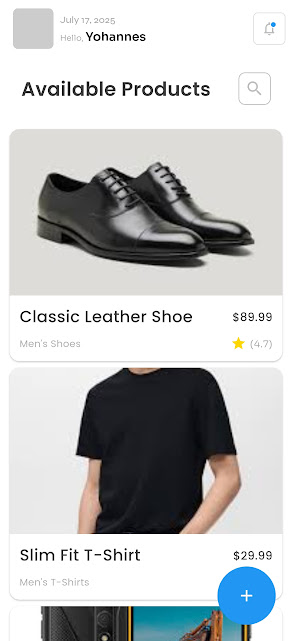 July 17, 2025
Hello, Yohannes
Available Products
Classic Leather Shoe
$89.99
Men's Shoes
(4.7)
Slim Fit T-Shirt
$29.99
Men's T-Shirts
+